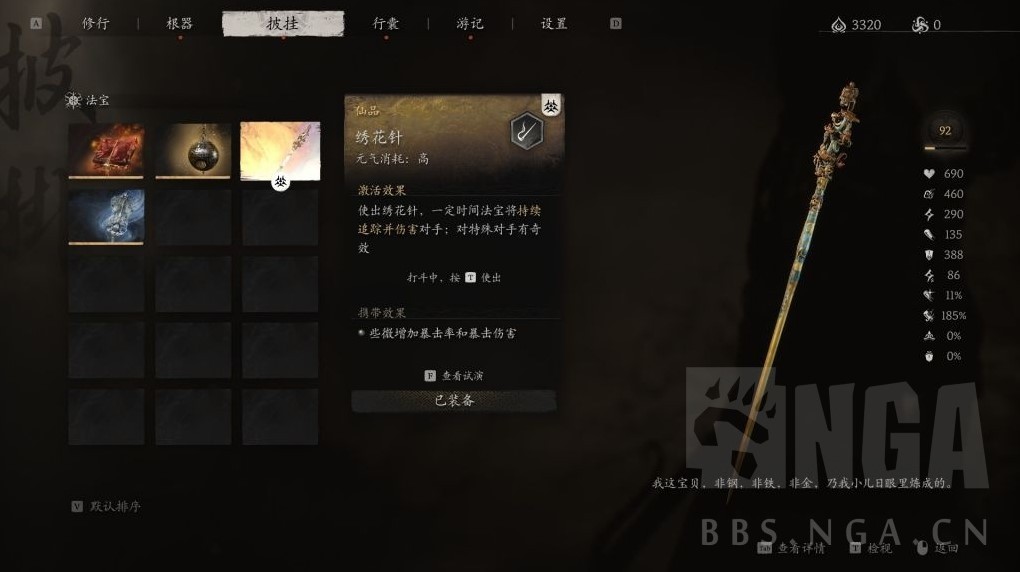 A 修行 根器 披挂 行囊 游记 设置 D
3320 0
披挂
法宝
仙品
绣花针
元气消耗：高
激活效果
使出绣花针，一定时间法宝将持续
追踪并伤害对手；对特殊对手有奇
效
打斗中，按 T 使出
携带效果
些微增加暴击率和暴击伤害
F 查看试演
已装备
92
690
460
290
135
388
86
11%
185%
0%
0%
我这宝贝，非钢，非铁，非金，乃我小儿日眼里炼成的。
V 默认排序
Tab 查看详情 T 检视 返回
NGA
BBS.NGA.CN